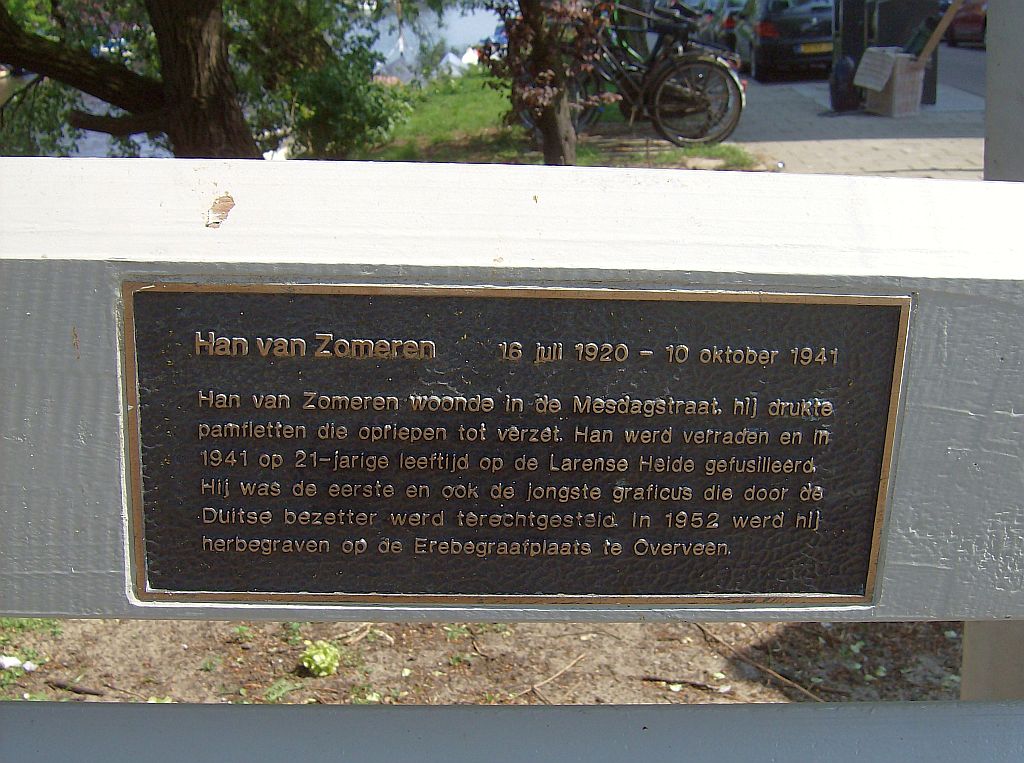 Han van Zomeren 16 juli 1920 - 10 oktober 1941
Han van Zomeren woonde in de Mesdagstraat, hij drukte
pamfletten die opriepen tot verzet. Han werd verraden en in
1941 op 21-jarige leeftijd op de Larense Heide gefusilleerd.
Hij was de eerste en ook de jongste graficus die door de
Duitse bezetter werd terechtgesteld. In 1952 werd hij
herbegraven op de Erebegraafplaats te Overveen.